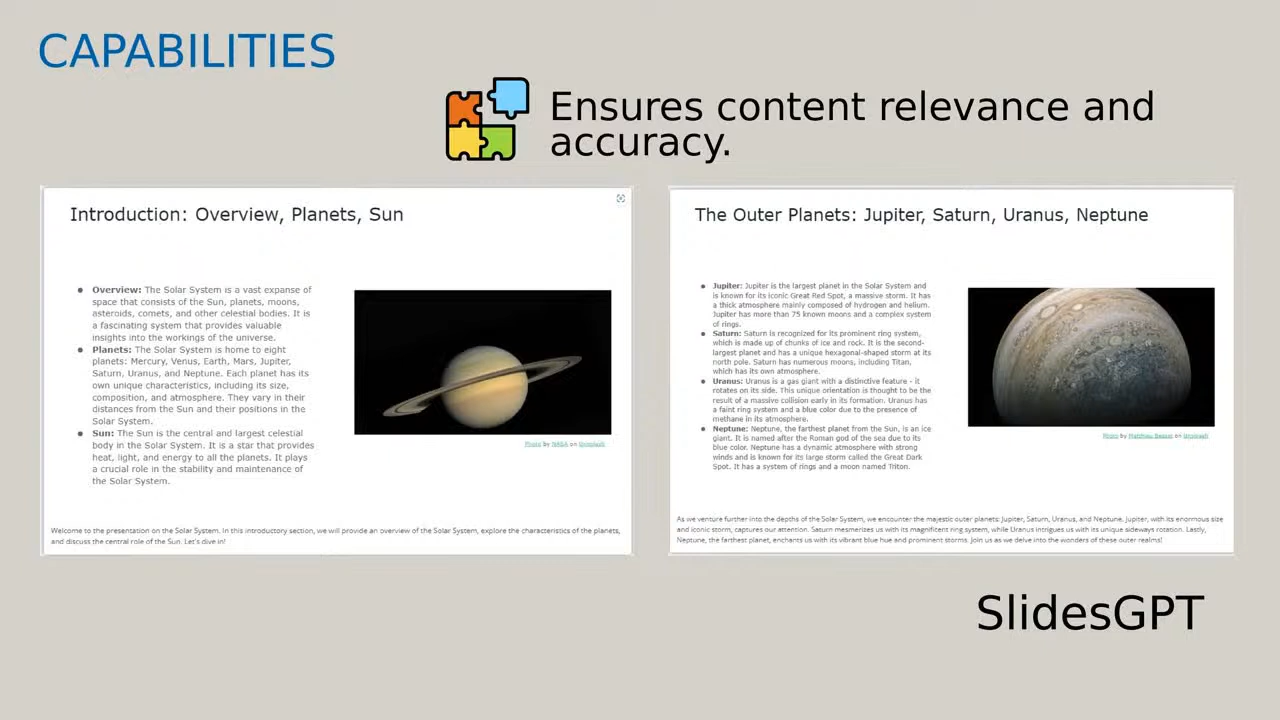 CAPABILITIES
Ensures content relevance and
accuracy.
Introduction: Overview, Planets, Sun
• Overview: The Solar System is a vast expanse of
space that consists of the Sun, planets, moons,
asteroids, comets, and other celestial bodies. It is
a fascinating system that provides valuable
insights into the workings of the universe.
• Planets: The Solar System is home to eight
planets: Mercury, Venus, Earth, Mars, Jupiter,
Saturn, Uranus, and Neptune. Each planet has its
own unique characteristics, including its size,
composition, and atmosphere. They vary in their
distances from the Sun and their positions in the
Solar System.
• Sun: The Sun is the central and largest celestial
body in the Solar System. It is a star that provides
heat, light, and energy to all the planets. It plays
a crucial role in the stability and maintenance of
the Solar System.
Photo by NASA on Unsplash
Welcome to the presentation on the Solar System. In this introductory section, we will provide an overview of the Solar System, explore the characteristics of the planets,
and discuss the central role of the Sun. Let's dive in!
The Outer Planets: Jupiter, Saturn, Uranus, Neptune
• Jupiter: Jupiter is the largest planet in the Solar System and
is known for its iconic Great Red Spot, a massive storm. It has
a thick atmosphere mainly composed of hydrogen and helium.
Jupiter has more than 75 known moons and a complex system
of rings.
• Saturn: Saturn is recognized for its prominent ring system,
which is made up of chunks of ice and rock. It is the second-
largest planet and has a unique hexagonal-shaped storm at its
north pole. Saturn has numerous moons, including Titan,
which has its own atmosphere.
• Uranus: Uranus is a gas giant with a distinctive feature - it
rotates on its side. This unique orientation is thought to be the
result of a massive collision early in its formation. Uranus has
a faint ring system and a blue color due to the presence of
methane in its atmosphere.
• Neptune: Neptune, the farthest planet from the Sun, is an ice
giant. It is named after the Roman god of the sea due to its
blue color. Neptune has a dynamic atmosphere with strong
winds and is known for its large storm called the Great Dark
Spot. It has a system of rings and a moon named Triton.
Photo by Matthieu on Unsplash
As we venture further into the depths of the Solar System, we encounter the majestic outer planets: Jupiter, Saturn, Uranus, and Neptune. Jupiter, with its enormous size
and iconic storm, captures our attention. Saturn mesmerizes us with its magnificent ring system, while Uranus intrigues us with its unique sideways rotation. Lastly,
Neptune, the farthest planet, enchants us with its vibrant blue hue and prominent storms. Join us as we delve into the wonders of these outer realms!
SlidesGPT